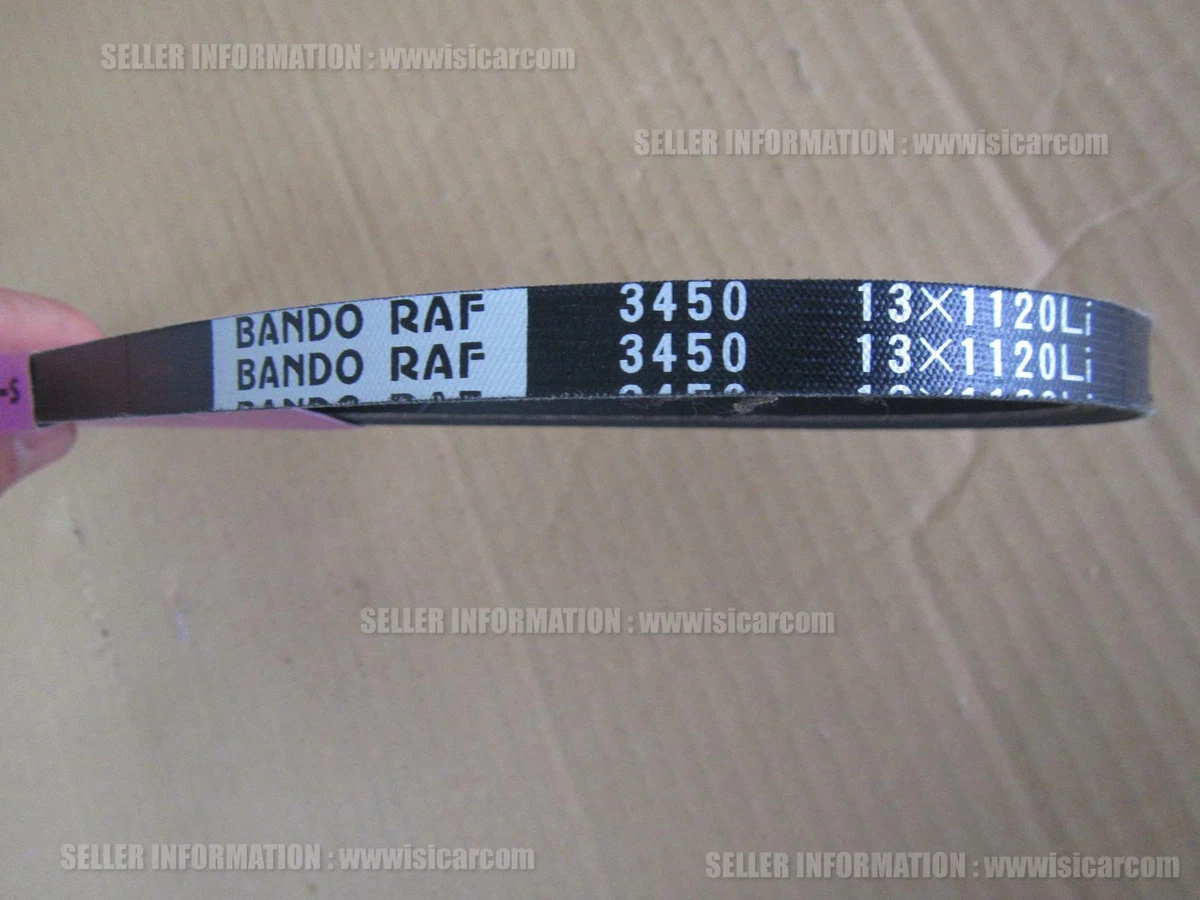 SELLER INFORMATION : wwwisicarcom
SELLER INFORMATION : wwwisicarcom
BANDO RAF 3450 13×1120Li
BANDO RAF 3450 13×1120Li
-S
SELLER INFORMATION : wwwisicarcom
SELLER INFORMATION : wwwisicarcom
SELLER INFORMATION : wwwisicarcom